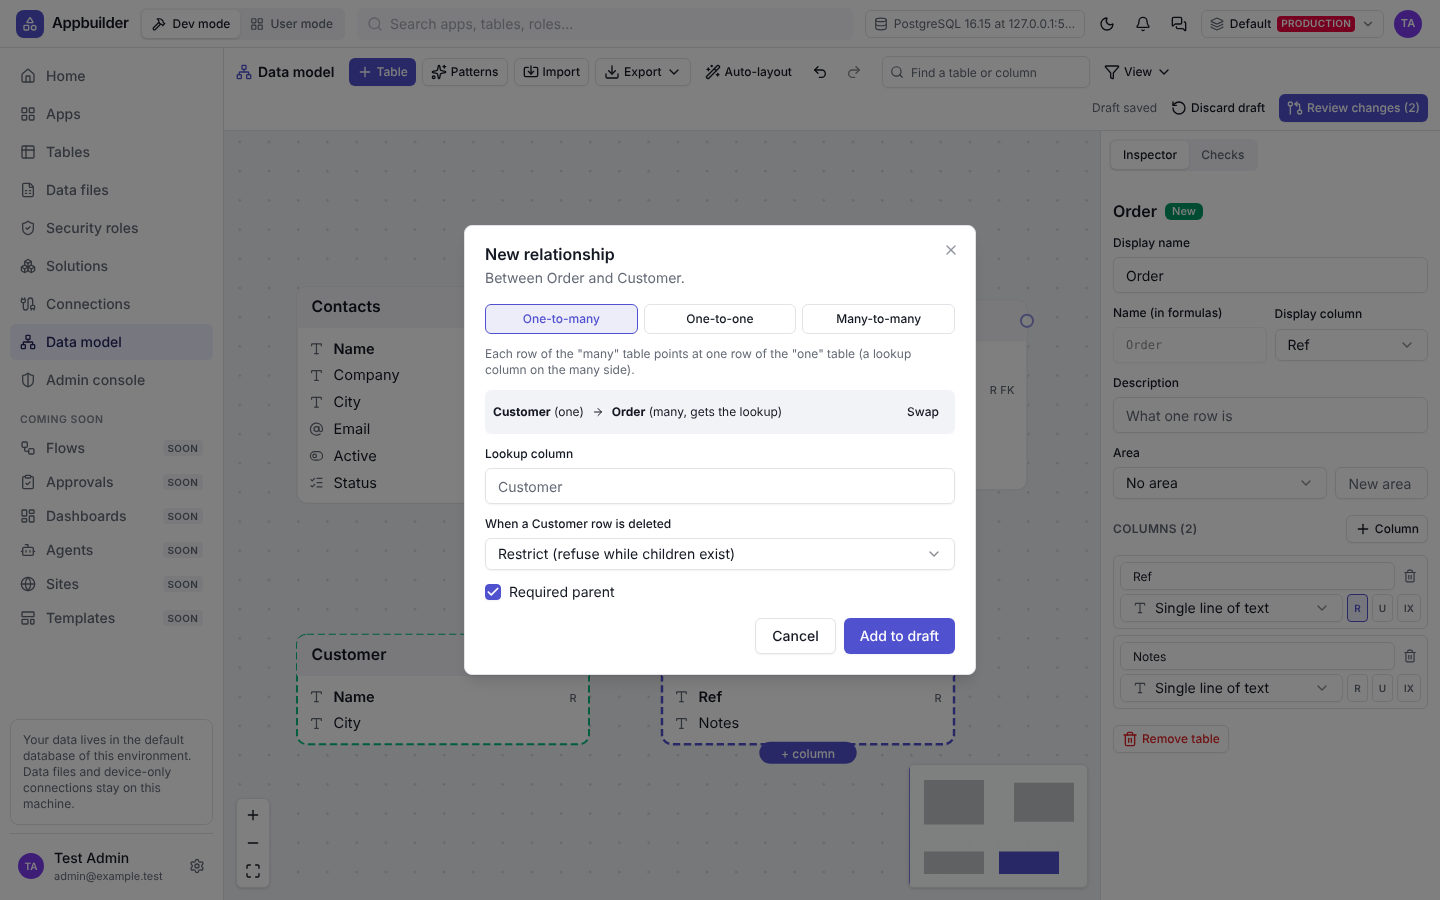 Appbuilder
Dev mode
User mode
Search apps, tables, roles...
PostgreSQL 16.15 at 127.0.0.1:5...
Default PRODUCTION
TA
Home
Apps
Tables
Data files
Security roles
Solutions
Connections
Data model
Admin console
COMING SOON
Flows SOON
Approvals SOON
Dashboards SOON
Agents SOON
Sites SOON
Templates SOON
Your data lives in the default
database of this environment.
Data files and device-only
connections stay on this
machine.
TA
Test Admin
admin@example.test
Data model
Table
Patterns
Import
Export
Auto-layout
Find a table or column
View
Draft saved
Discard draft
Review changes (2)
Contacts
Name
Company
City
Email
Active
Status
R FK
Customer
Name R
City
Ref R
Notes
+ column
New relationship
Between Order and Customer.
One-to-many
One-to-one
Many-to-many
Each row of the "many" table points at one row of the "one" table (a lookup
column on the many side).
Customer (one) → Order (many, gets the lookup)
Swap
Lookup column
Customer
When a Customer row is deleted
Restrict (refuse while children exist)
Required parent
Cancel
Add to draft
Inspector
Checks
Order New
Display name
Order
Name (in formulas)
Display column
Order
Ref
Description
What one row is
Area
No area
New area
COLUMNS (2)
+ Column
Ref
Single line of text
R U IX
Notes
Single line of text
R U IX
Remove table